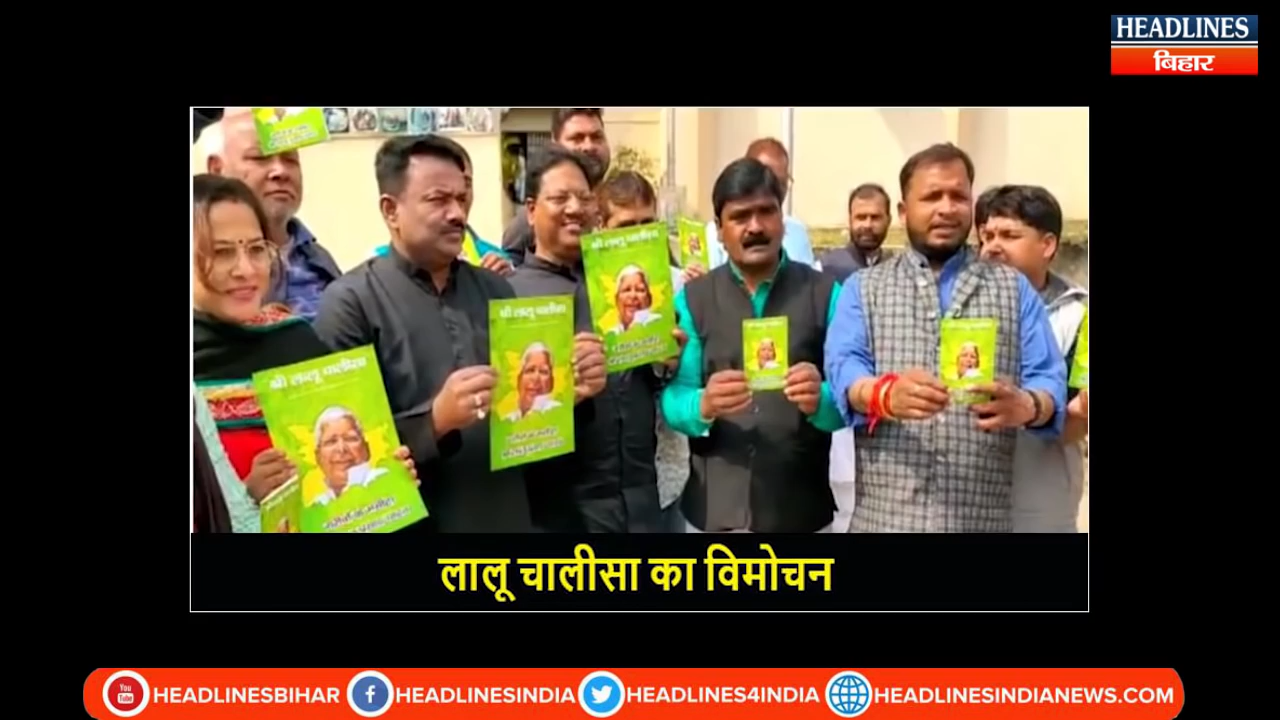 HEADLINES
बिहार
श्री लालू चालीसा
श्री लालू चालीसा
श्री लालू चालीसा
लालू चालीसा का विमोचन
HEADLINESBIHAR HEADLINESINDIA HEADLINES4INDIA HEADLINESINDIANEWS.COM